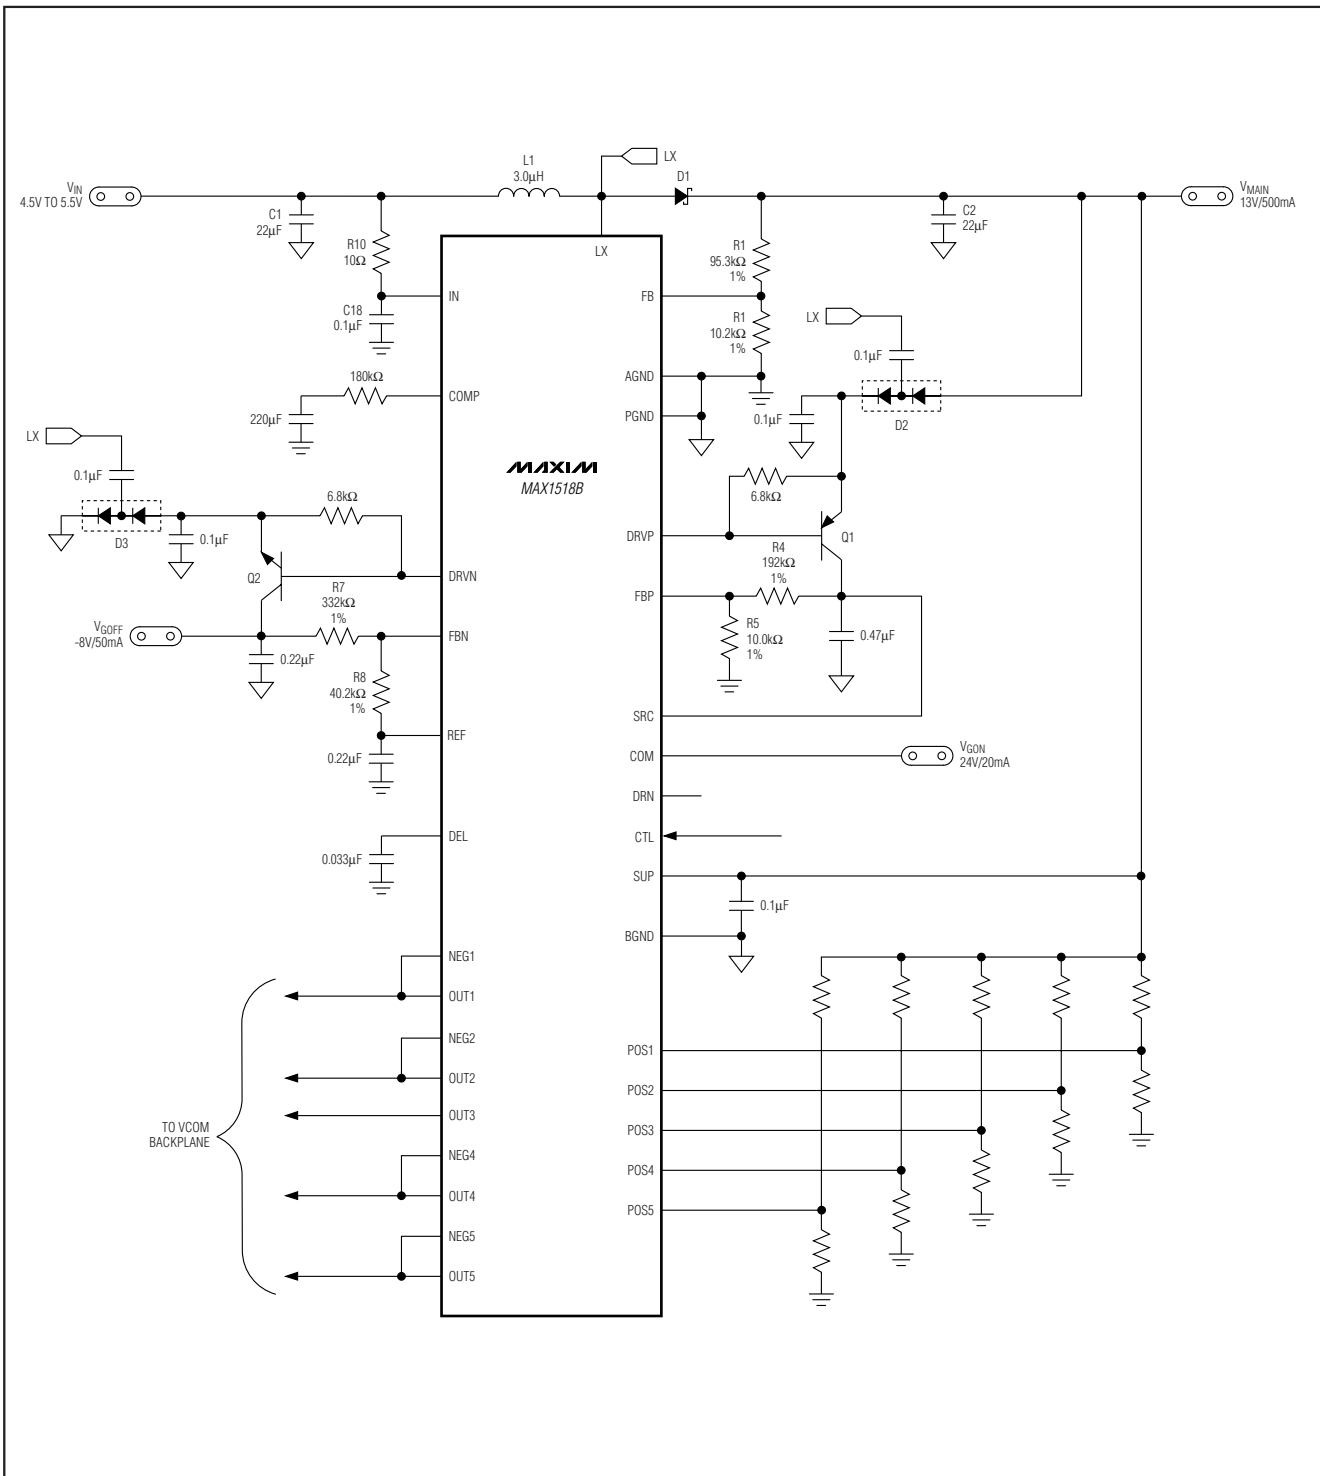 LX
L1
3.0µH
D1
VIN
4.5V TO 5.5V
VMAIN
13V/500mA
C1
22µF
C2
22µF
R10
10Ω
LX
R1
95.3kΩ
1%
IN
FB
C18
0.1µF
R1
10.2kΩ
1%
LX
0.1µF
180kΩ
COMP
AGND
220µF
PGND
0.1µF
D2
LX
MAXIM
MAX1518B
0.1µF
6.8kΩ
6.8kΩ
D3
0.1µF
DRVP
Q1
Q2
DRVN
R4
192kΩ
1%
R7
332kΩ
1%
FBP
R5
10.0kΩ
1%
0.47µF
VGOFF
-8V/50mA
FBN
0.22µF
R8
40.2kΩ
1%
SRC
REF
0.22µF
COM
VGON
24V/20mA
DRN
DEL
CTL
0.033µF
SUP
0.1µF
BGND
NEG1
OUT1
NEG2
POS1
OUT2
POS2
OUT3
TO VCOM
BACKPLANE
POS3
NEG4
POS4
OUT4
POS5
NEG5
OUT5